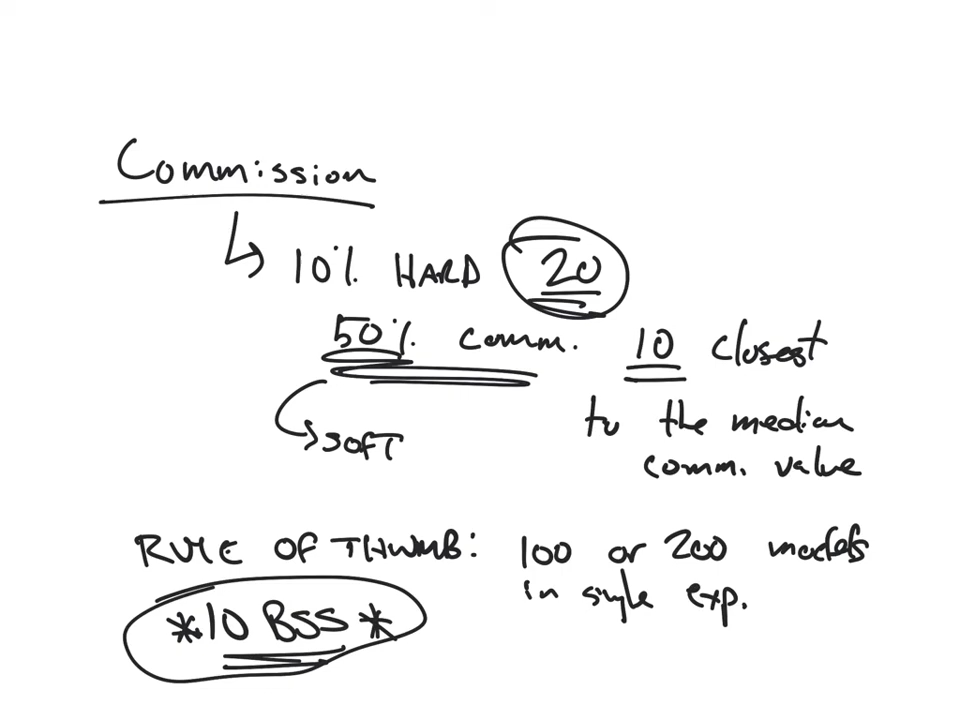 Commission
10% HARD 20
50% comm. 10 closest
to the median
SOFT
comm. value
RULE OF THUMB: 100 or 200 models
in single exp.
*10 BSS*